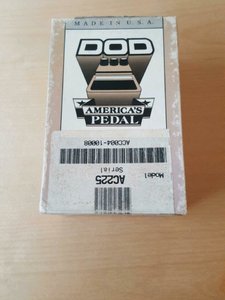 MADE IN U.S.A.
DOD
AMERICA'S
PEDAL
Model
AC225
Serial
ACC004-10008